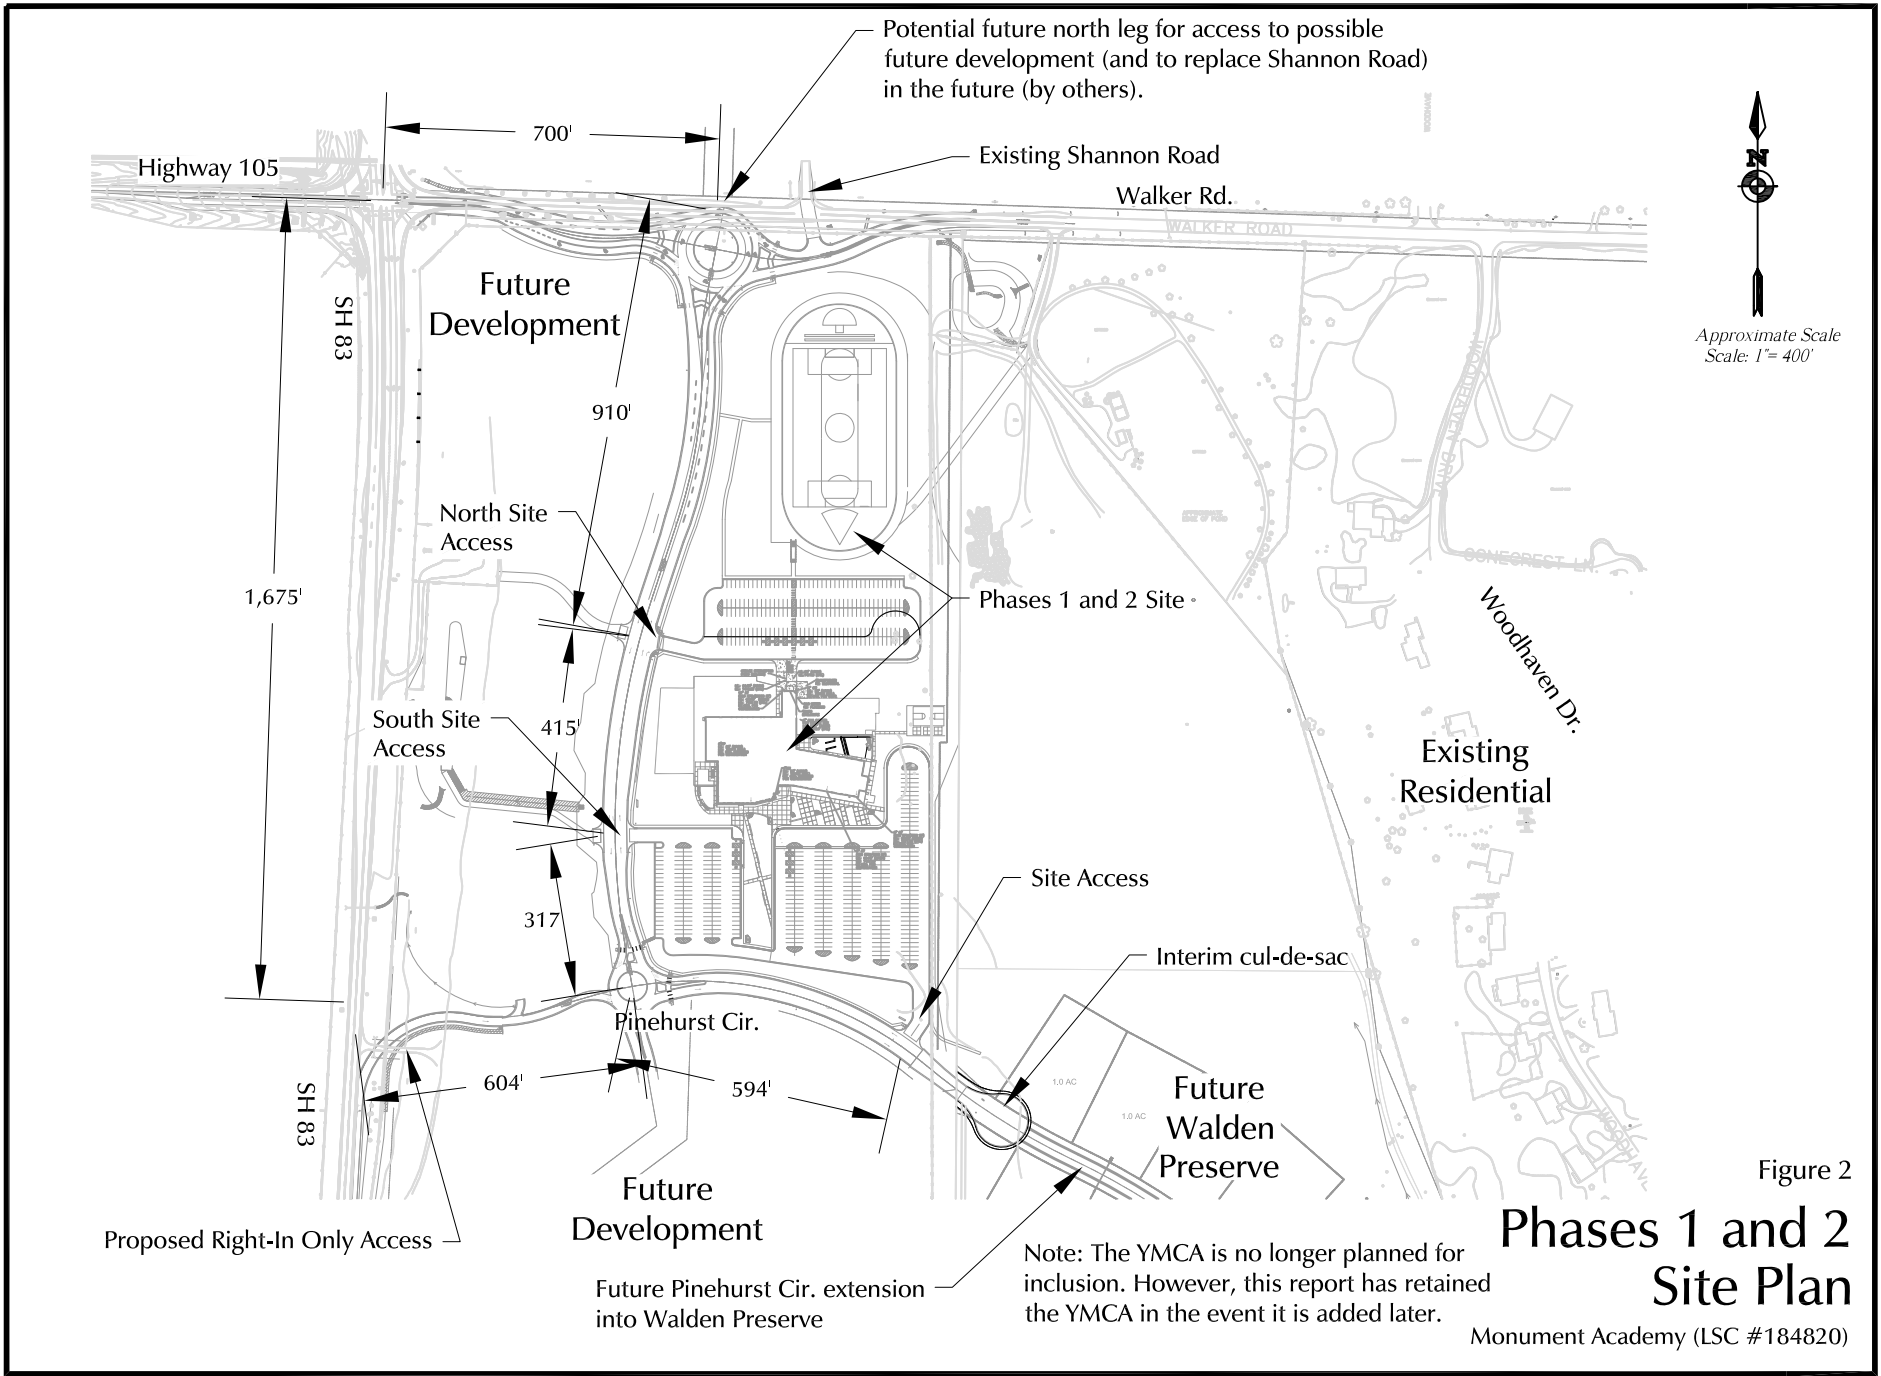 Potential future north leg for access to possible
future development (and to replace Shannon Road)
in the future (by others).
700'
Highway 105
Existing Shannon Road
Walker Rd.
WALKER ROAD
WOODHAVE
N
Approximate Scale
Scale: 1"= 400'
SH 83
Future
Development
910'
WOODHAVEN DRIVE
North Site
Access
CONECREST LN.
1,675'
Phases 1 and 2 Site
Woodhaven Dr.
South Site
Access
415'
Existing
Residential
Site Access
317'
Interim cul-de-sac
Pinehurst Cir.
604'
594'
1.0 AC
1.0 AC
SH 83
Future
Walden
Preserve
WOODHAV
Future
Development
Proposed Right-In Only Access
Future Pinehurst Cir. extension
into Walden Preserve
Note: The YMCA is no longer planned for
inclusion. However, this report has retained
the YMCA in the event it is added later.
Figure 2
Phases 1 and 2
Site Plan
Monument Academy (LSC #184820)